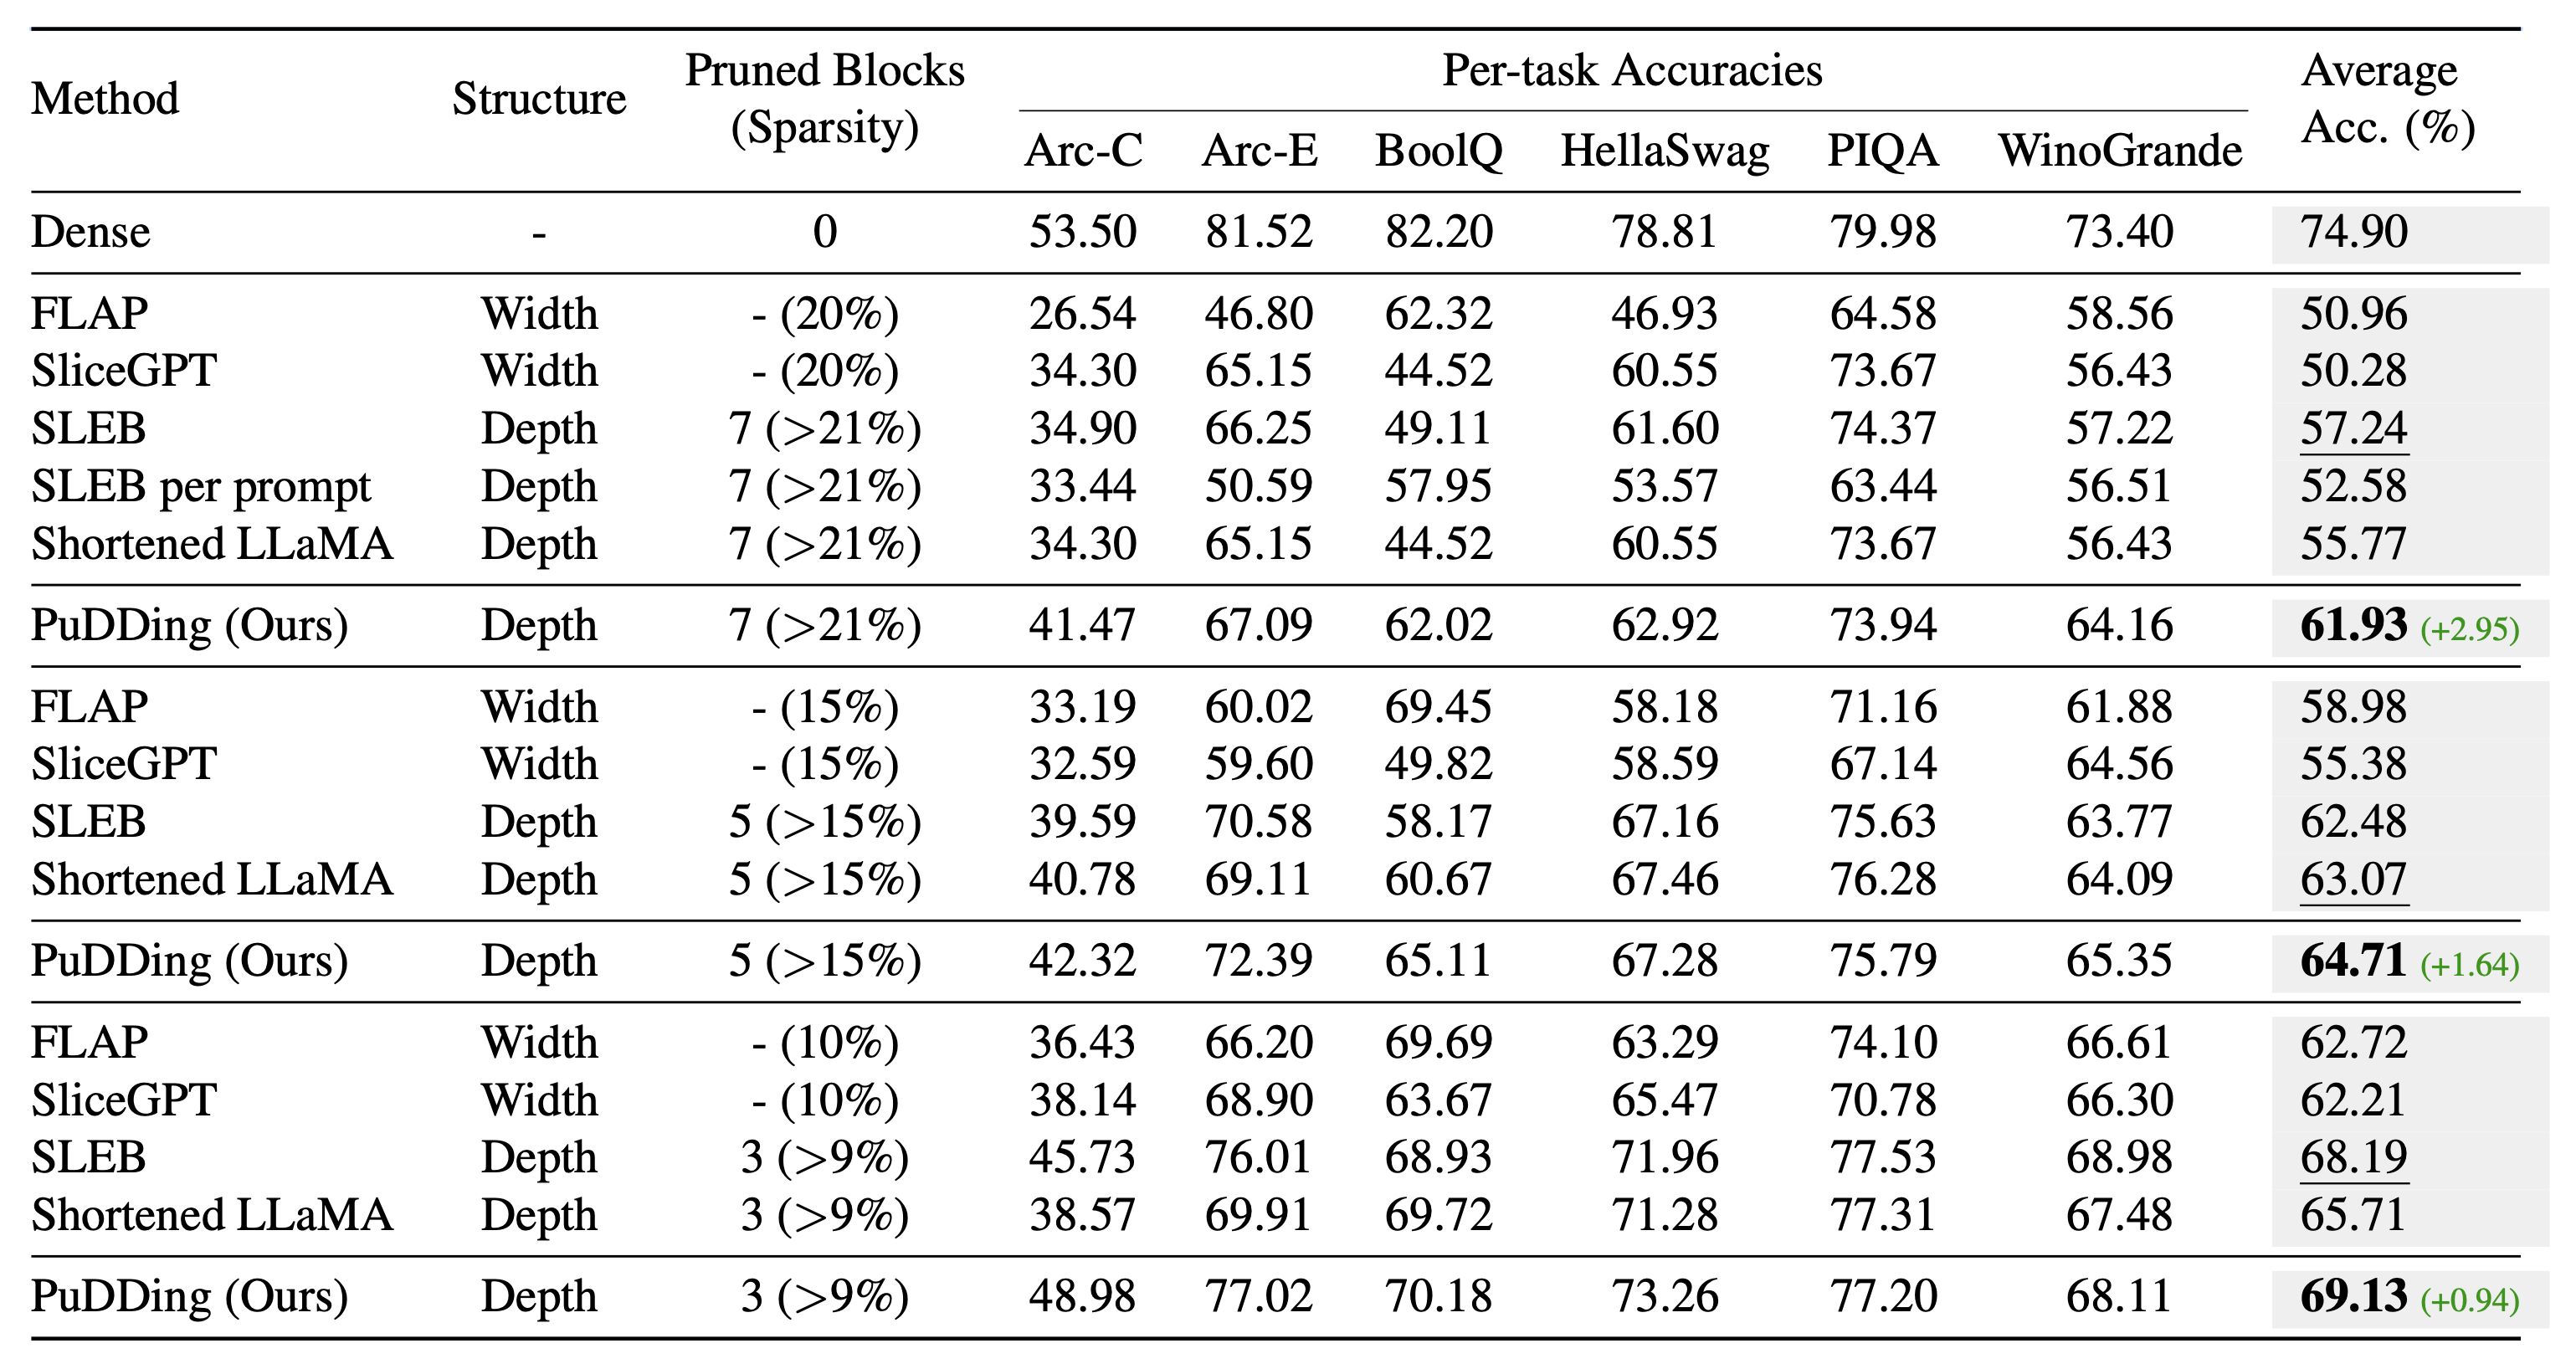 Method Structure Pruned Blocks (Sparsity) Per-task Accuracies Average Acc. (%)
Arc-C Arc-E BoolQ HellaSwag PIQA WinoGrande
Dense - 0 53.50 81.52 82.20 78.81 79.98 73.40 74.90
FLAP Width - (20%) 26.54 46.80 62.32 46.93 64.58 58.56 50.96
SliceGPT Width - (20%) 34.30 65.15 44.52 60.55 73.67 56.43 50.28
SLEB Depth 7 (>21%) 34.90 66.25 49.11 61.60 74.37 57.22 57.24
SLEB per prompt Depth 7 (>21%) 33.44 50.59 57.95 53.57 63.44 56.51 52.58
Shortened LLaMA Depth 7 (>21%) 34.30 65.15 44.52 60.55 73.67 56.43 55.77
PuDDing (Ours) Depth 7 (>21%) 41.47 67.09 62.02 62.92 73.94 64.16 61.93 (+2.95)
FLAP Width - (15%) 33.19 60.02 69.45 58.18 71.16 61.88 58.98
SliceGPT Width - (15%) 32.59 59.60 49.82 58.59 67.14 64.56 55.38
SLEB Depth 5 (>15%) 39.59 70.58 58.17 67.16 75.63 63.77 62.48
Shortened LLaMA Depth 5 (>15%) 40.78 69.11 60.67 67.46 76.28 64.09 63.07
PuDDing (Ours) Depth 5 (>15%) 42.32 72.39 65.11 67.28 75.79 65.35 64.71 (+1.64)
FLAP Width - (10%) 36.43 66.20 69.69 63.29 74.10 66.61 62.72
SliceGPT Width - (10%) 38.14 68.90 63.67 65.47 70.78 66.30 62.21
SLEB Depth 3 (>9%) 45.73 76.01 68.93 71.96 77.53 68.98 68.19
Shortened LLaMA Depth 3 (>9%) 38.57 69.91 69.72 71.28 77.31 67.48 65.71
PuDDing (Ours) Depth 3 (>9%) 48.98 77.02 70.18 73.26 77.20 68.11 69.13 (+0.94)